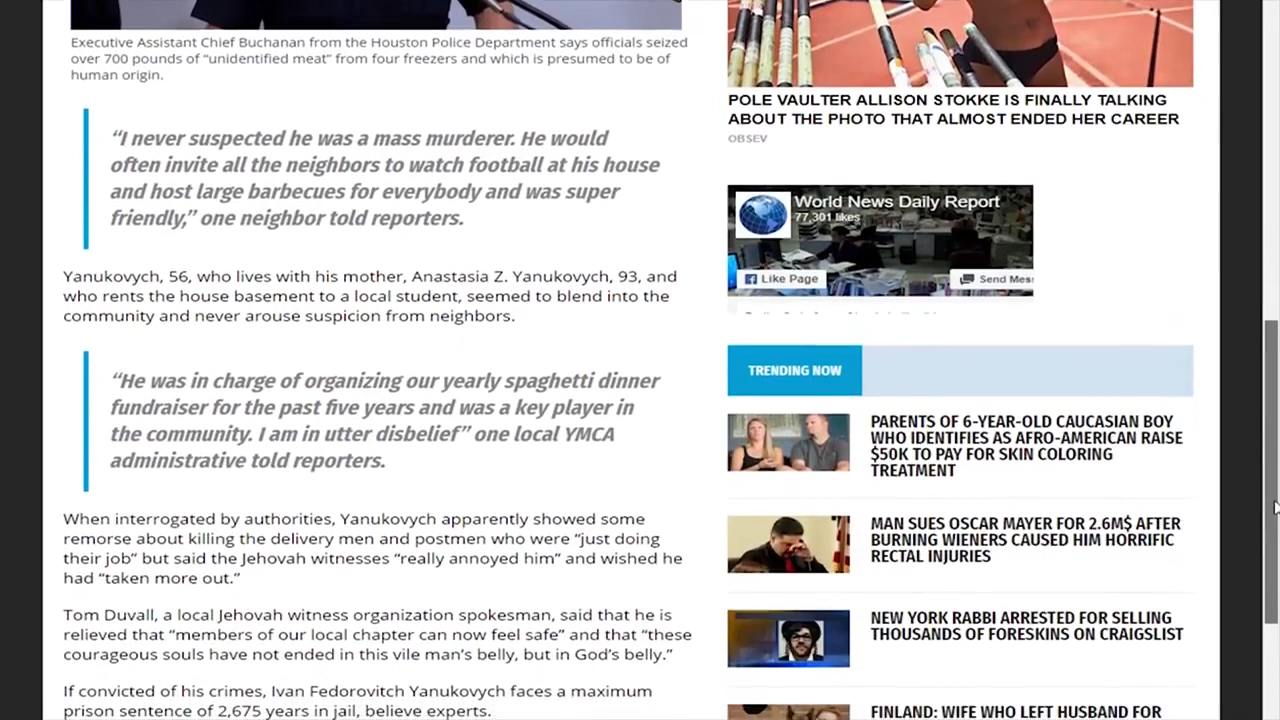 Executive Assistant Chief Buchanan from the Houston Police Department says officials seized
over 700 pounds of "unidentified meat" from four freezers and which is presumed to be of
human origin.
“I never suspected he was a mass murderer. He would
often invite all the neighbors to watch football at his house
and host large barbecues for everybody and was super
friendly,” one neighbor told reporters.
Yanukovych, 56, who lives with his mother, Anastasia Z. Yanukovych, 93, and
who rents the house basement to a local student, seemed to blend into the
community and never arouse suspicion from neighbors.
“He was in charge of organizing our yearly spaghetti dinner
fundraiser for the past five years and was a key player in
the community. I am in utter disbelief” one local YMCA
administrative told reporters.
When interrogated by authorities, Yanukovych apparently showed some
remorse about killing the delivery men and postmen who were “just doing
their job” but said the Jehovah witnesses “really annoyed him” and wished he
had “taken more out.”
Tom Duvall, a local Jehovah witness organization spokesman, said that he is
relieved that “members of our local chapter can now feel safe” and that “these
courageous souls have not ended in this vile man’s belly, but in God’s belly.”
If convicted of his crimes, Ivan Fedorovitch Yanukovych faces a maximum
prison sentence of 2,675 years in jail, believe experts.
POLE VAULTER ALLISON STOKKE IS FINALLY TALKING
ABOUT THE PHOTO THAT ALMOST ENDED HER CAREER
OBSEV
World News Daily Report
77,301 likes
Like Page
Send Mes
TRENDING NOW
PARENTS OF 6-YEAR-OLD CAUCASIAN BOY
WHO IDENTIFIES AS AFRO-AMERICAN RAISE
$50K TO PAY FOR SKIN COLORING
TREATMENT
MAN SUES OSCAR MAYER FOR 2.6M$ AFTER
BURNING WIENERS CAUSED HIM HORRIFIC
RECTAL INJURIES
NEW YORK RABBI ARRESTED FOR SELLING
THOUSANDS OF FORESKINS ON CRAIGSLIST
FINLAND: WIFE WHO LEFT HUSBAND FOR